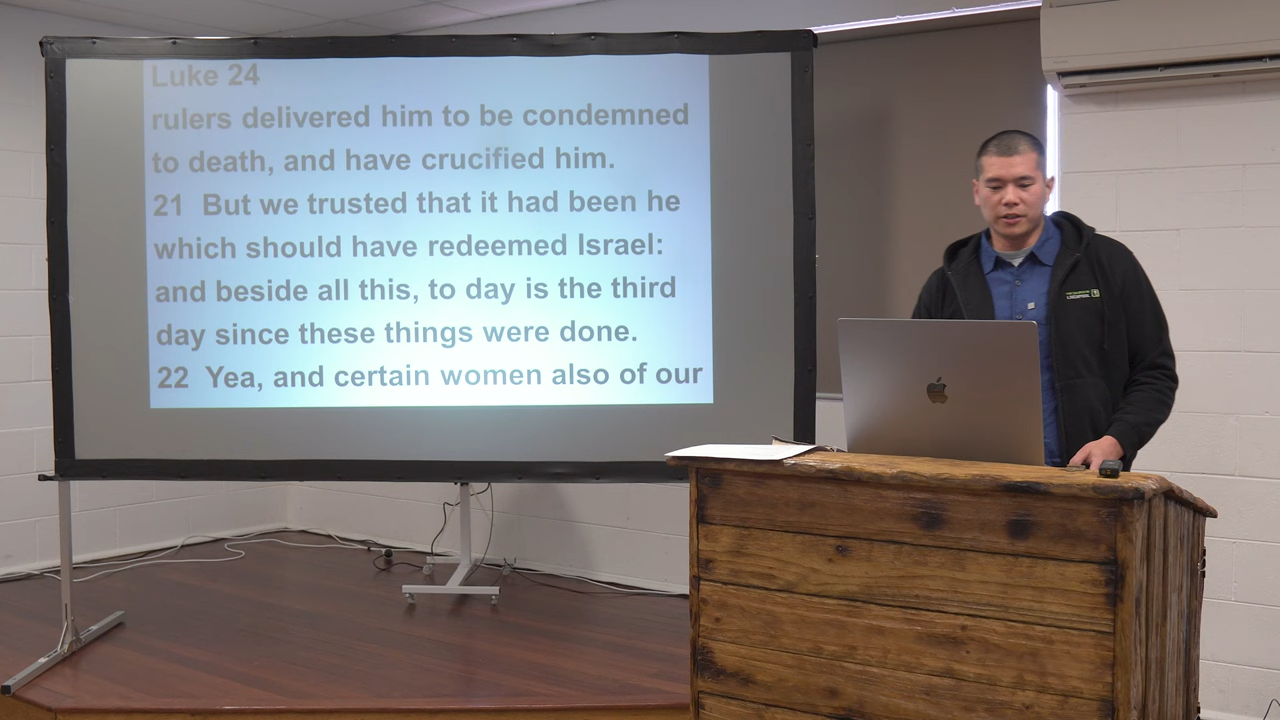 Luke 24
rulers delivered him to be condemned
to death, and have crucified him.
21 But we trusted that it had been he
which should have redeemed Israel:
and beside all this, to day is the third
day since these things were done.
22 Yea, and certain women also of our